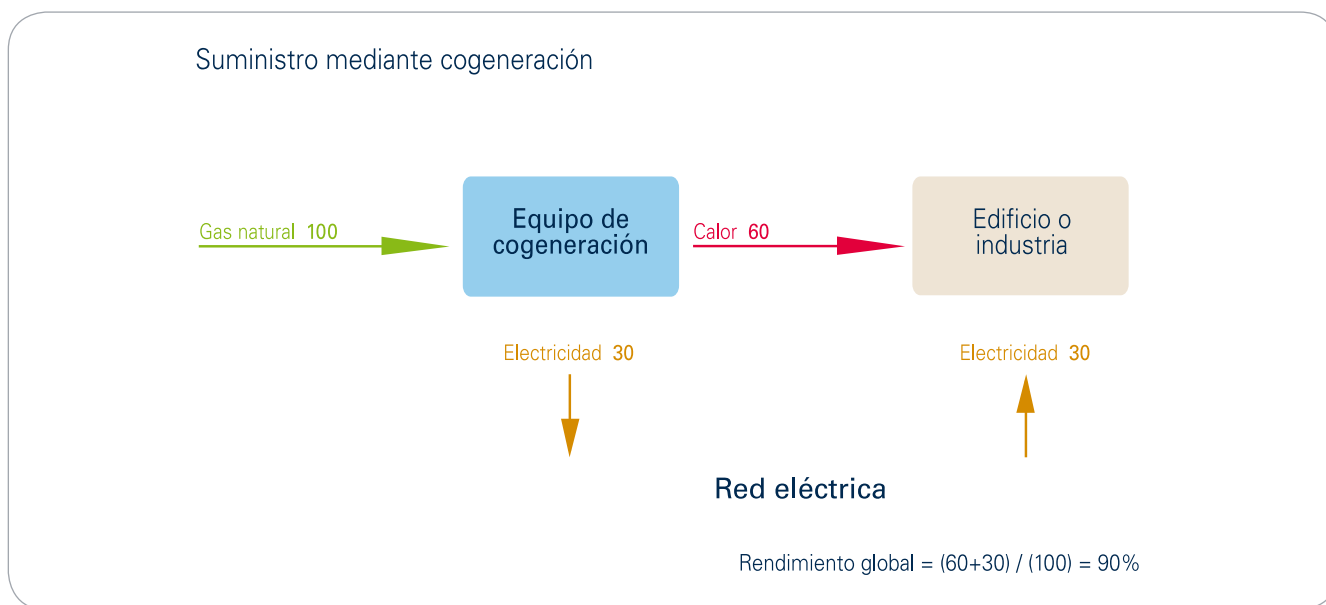 Suministro mediante cogeneración
Gas natural 100
Equipo de
cogeneración
Calor 60
Edificio o
industria
Electricidad 30
Electricidad 30
Red eléctrica
Rendimiento global = (60+30) / (100) = 90%